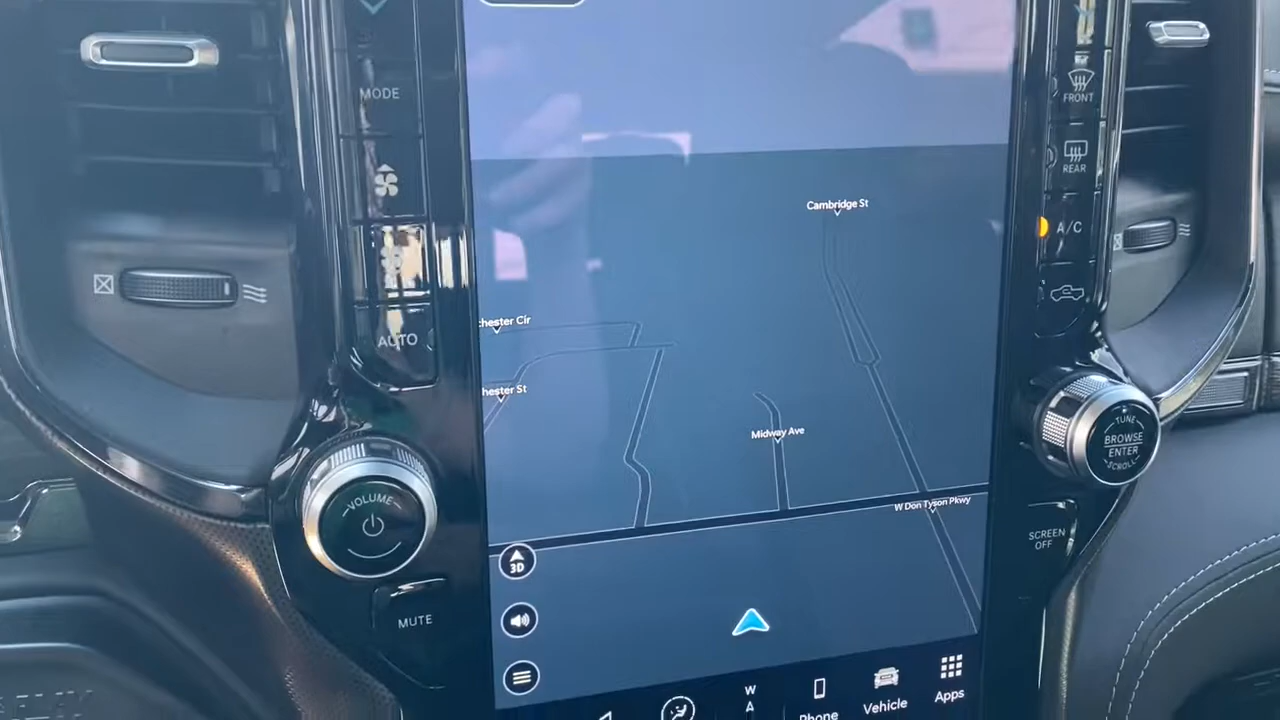 MODE
FRONT
REAR
Cambridge St
A/C
chester Cir
AUTO
hester St
Midway Ave
TUNE
BROWSE
ENTER
SCROLL
VOLUME
W Don Tyson Pkwy
SCREEN
OFF
3D
MUTE
W
Phone
Vehicle
Apps